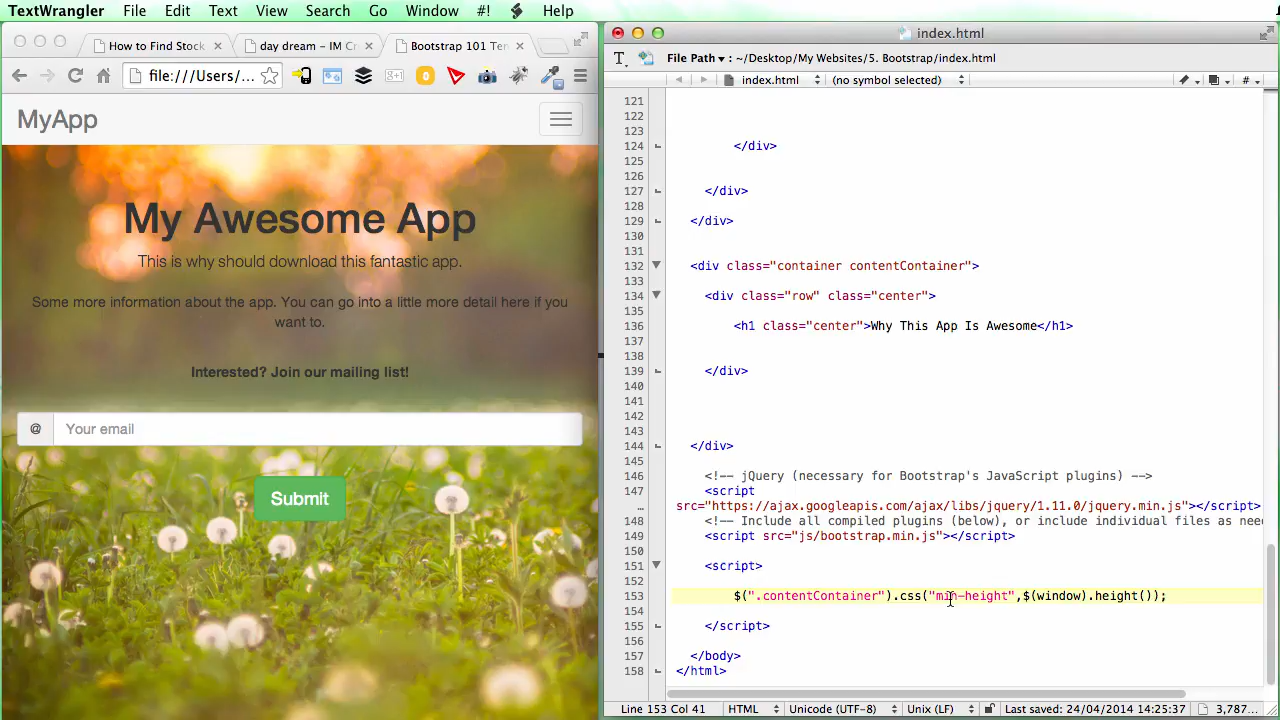 TextWrangler File Edit Text View Search Go Window #! Help
How to Find Stock
day dream - IM Cr
Bootstrap 101 Ter
file:///Users/...
MyApp
My Awesome App
This is why should download this fantastic app.
Some more information about the app. You can go into a little more detail here if you
want to.
Interested? Join our mailing list!
@ Your email
Submit
index.html
File Path ▾ : ~/Desktop/My Websites/5. Bootstrap/index.html
index.html (no symbol selected) #
121
122
123
124 </div>
125
126
127 </div>
128
129 </div>
130
131
132 <div class="container contentContainer">
133
134 <div class="row" class="center">
135
136 <h1 class="center">Why This App Is Awesome</h1>
137
138
139 </div>
140
141
142
143
144 </div>
145
146 <!-- jQuery (necessary for Bootstrap's JavaScript plugins) -->
147 <script
… src="https://ajax.googleapis.com/ajax/libs/jquery/1.11.0/jquery.min.js"></script>
148 <!-- Include all compiled plugins (below), or include individual files as nee
149 <script src="js/bootstrap.min.js"></script>
150
151 <script>
152
153 $(".contentContainer").css("min-height",$(window).height());
154
155 </script>
156
157 </body>
158 </html>
Line 153 Col 41 HTML Unicode (UTF-8) Unix (LF) Last saved: 24/04/2014 14:25:37 3,787...